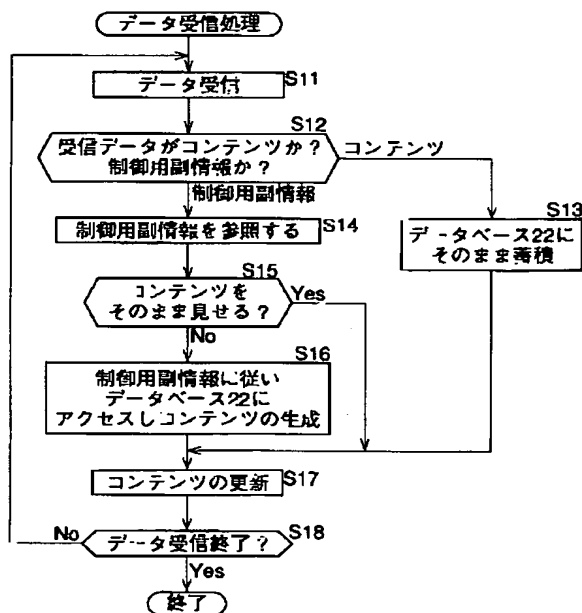 データ受信処理
S11
データ受付
S12
受信データがコンテンツか?
制御用副情報か?
コンテンツ
制御用副情報
S13
データベース22に
そのまま蓄積
S14
制御用副情報を参照する
S15
コンテンツを
そのまま見せる?
Yes
No
S16
制御用副情報に従い
データベース22に
アクセスしコンテンツの生成
S17
コンテンツの更新
S18
データ受信終了?
No
Yes
終了